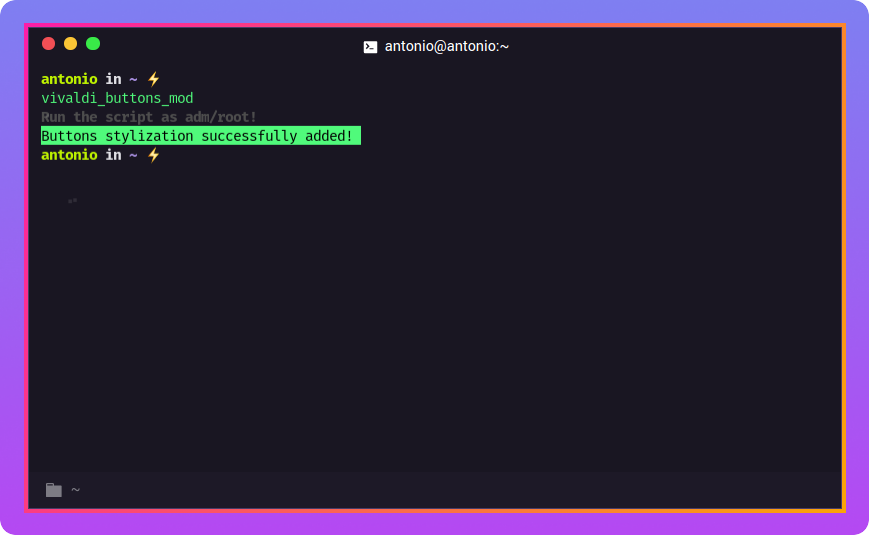 antonio@antonio:~
antonio in ~ ⚡
vivaldi_buttons_mod
Run the script as adm/root!
Buttons stylization successfully added!
antonio in ~ ⚡
~